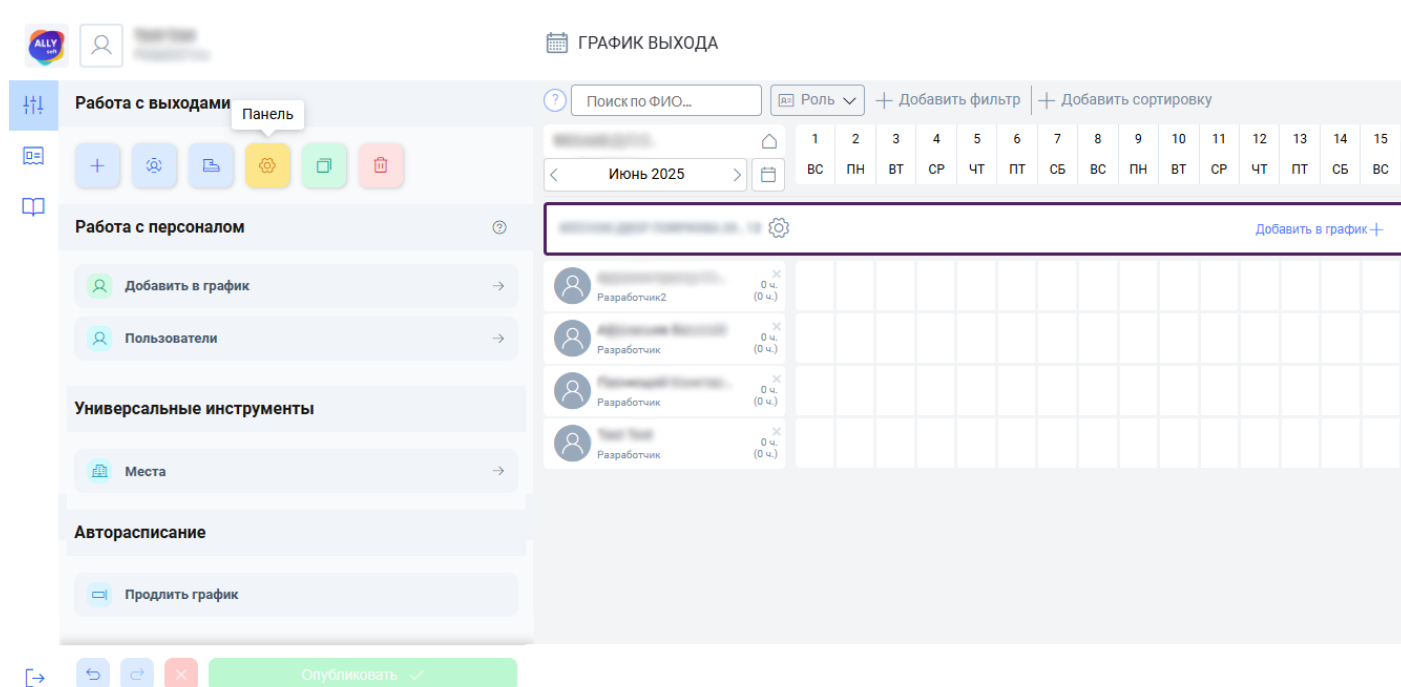 ALLY
soft
ГРАФИК ВЫХОДА
Работа с выходами
Панель
Работа с персоналом
Добавить в график
Пользователи
Универсальные инструменты
Места
Авторасписание
Продлить график
Опубликовать
? Поиск по ФИО... Роль Добавить фильтр Добавить сортировку
1 2 3 4 5 6 7 8 9 10 11 12 13 14 15
Июнь 2025 ВС ПН ВТ СР ЧТ ПТ СБ ВС ПН ВТ СР ЧТ ПТ СБ ВС
Добавить в график
0 ч.
Разработчик2 (0 ч.)
0 ч.
Разработчик (0 ч.)
0 ч.
Разработчик (0 ч.)
0 ч.
Разработчик (0 ч.)